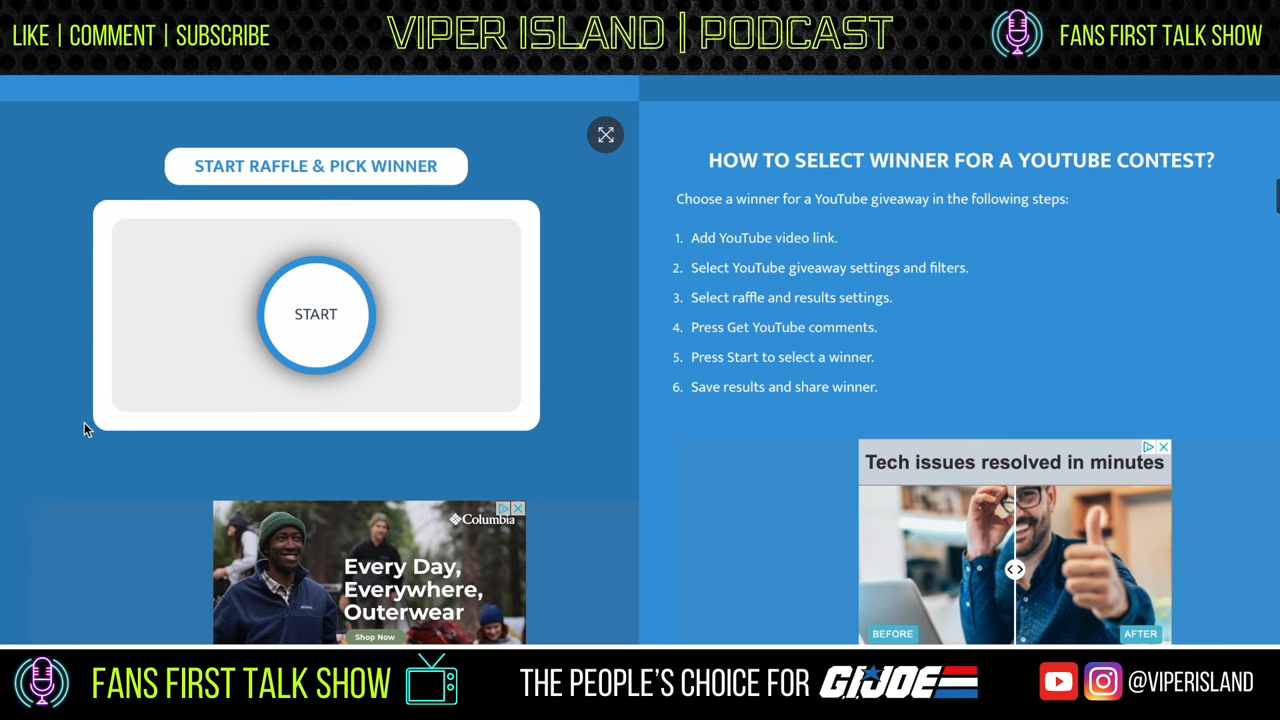 LIKE | COMMENT | SUBSCRIBE
VIPER ISLAND | PODCAST
FANS FIRST TALK SHOW
START RAFFLE & PICK WINNER
START
HOW TO SELECT WINNER FOR A YOUTUBE CONTEST?
Choose a winner for a YouTube giveaway in the following steps:
1. Add YouTube video link.
2. Select YouTube giveaway settings and filters.
3. Select raffle and results settings.
4. Press Get YouTube comments.
5. Press Start to select a winner.
6. Save results and share winner.
Columbia
Every Day,
Everywhere,
Outerwear
Shop Now
Tech issues resolved in minutes
BEFORE
AFTER
FANS FIRST TALK SHOW
THE PEOPLE'S CHOICE FOR
G.I. JOE
@VIPERISLAND